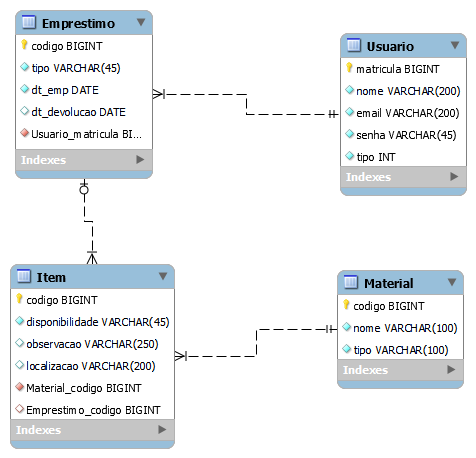 Emprestimo
codigo BIGINT
tipo VARCHAR(45)
dt_emp DATE
dt_devolucao DATE
Usuario_matricula BI...
Indexes
Usuario
matricula BIGINT
nome VARCHAR(200)
email VARCHAR(200)
senha VARCHAR(45)
tipo INT
Indexes
Item
codigo BIGINT
disponibilidade VARCHAR(45)
observacao VARCHAR(250)
localizacao VARCHAR(200)
Material_codigo BIGINT
Emprestimo_codigo BIGINT
Indexes
Material
codigo BIGINT
nome VARCHAR(100)
tipo VARCHAR(100)
Indexes